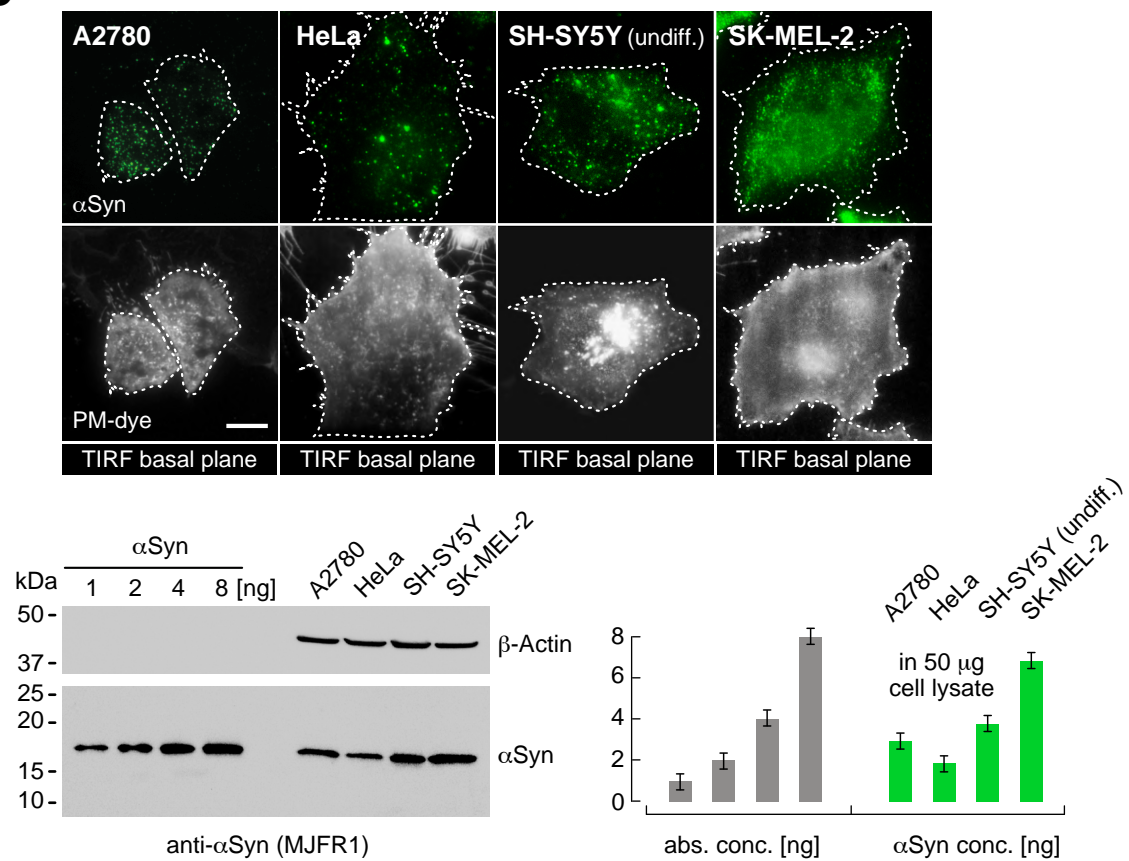 A2780 HeLa SH-SY5Y (undiff.) SK-MEL-2
αSyn
PM-dye
TIRF basal plane TIRF basal plane TIRF basal plane TIRF basal plane
αSyn
kDa 1 2 4 8 [ng] A2780 HeLa SH-SY5Y SK-MEL-2
50-
37-
β-Actin
25-
20-
15-
10-
αSyn
anti-αSyn (MJFR1)
A2780 HeLa SH-SY5Y (undiff.) SK-MEL-2
8
6
4
2
0
in 50 μg
cell lysate
abs. conc. [ng] αSyn conc. [ng]